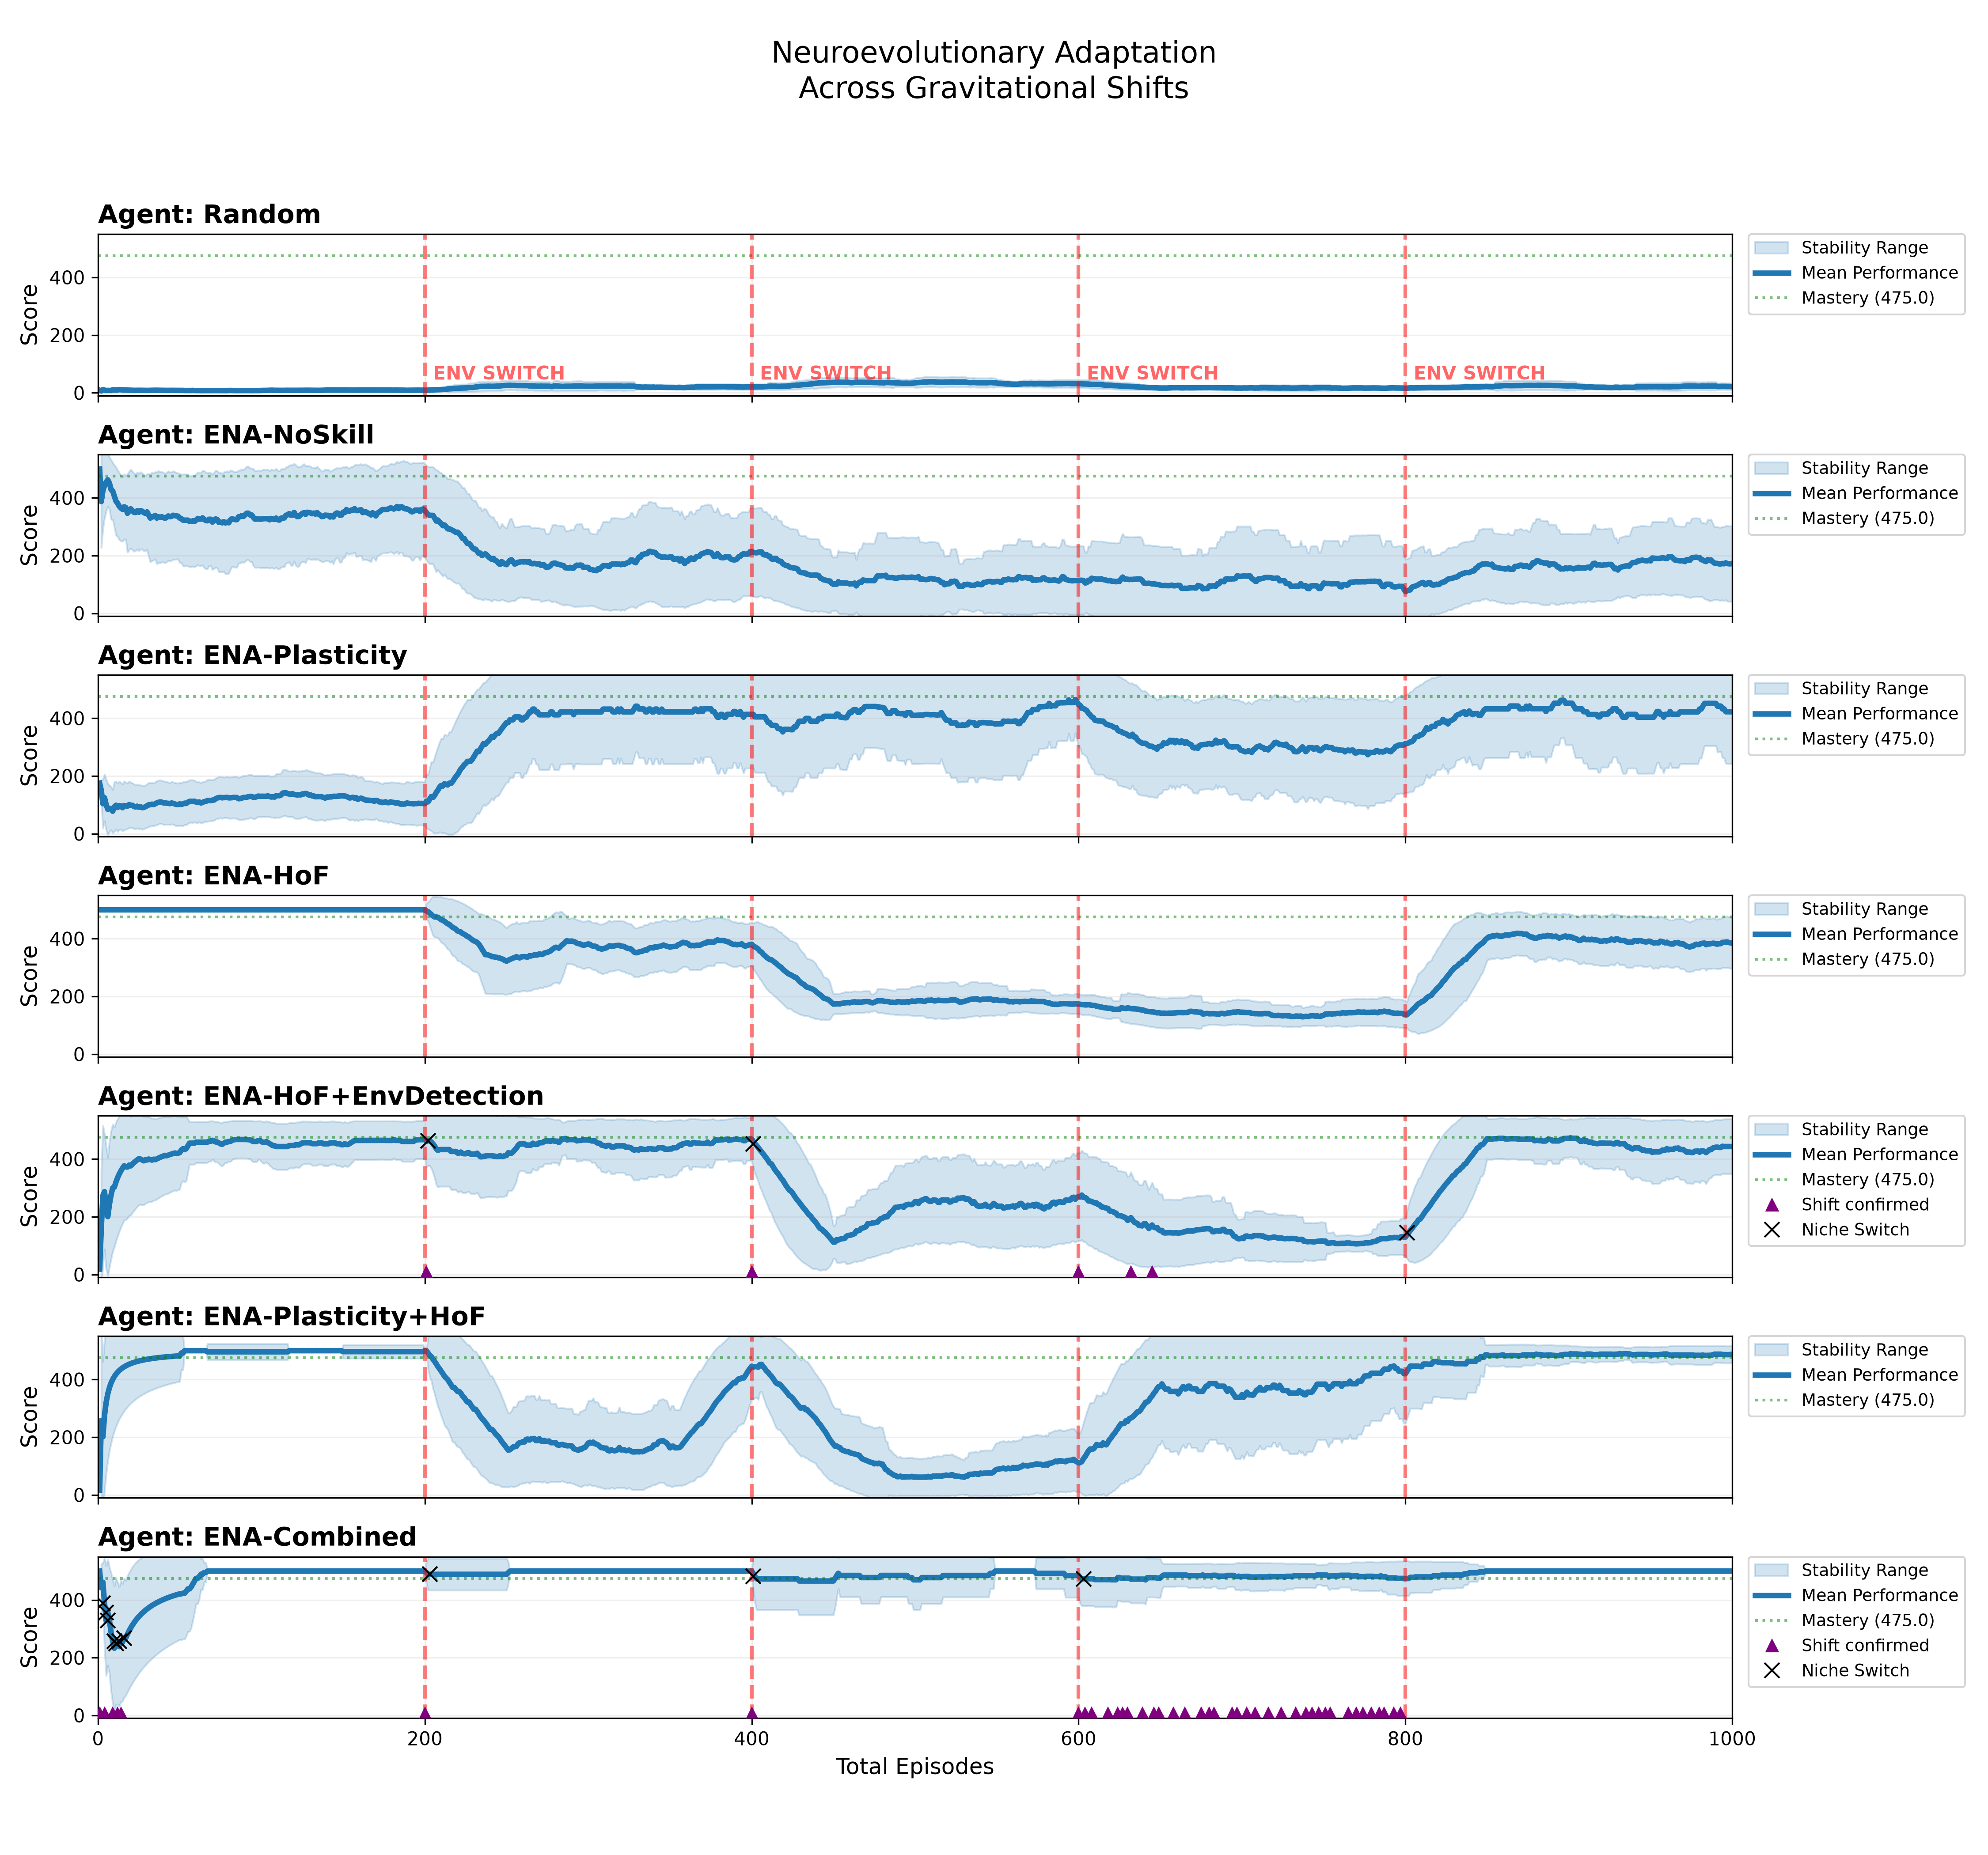 Neuroevolutionary Adaptation
Across Gravitational Shifts
Agent: Random
Score
400
200
0
ENV SWITCH
ENV SWITCH
ENV SWITCH
ENV SWITCH
Stability Range
Mean Performance
Mastery (475.0)
Agent: ENA-NoSkill
Score
400
200
0
Stability Range
Mean Performance
Mastery (475.0)
Agent: ENA-Plasticity
Score
400
200
0
Stability Range
Mean Performance
Mastery (475.0)
Agent: ENA-HoF
Score
400
200
0
Stability Range
Mean Performance
Mastery (475.0)
Agent: ENA-HoF+EnvDetection
Score
400
200
0
Stability Range
Mean Performance
Mastery (475.0)
Shift confirmed
Niche Switch
Agent: ENA-Plasticity+HoF
Score
400
200
0
Stability Range
Mean Performance
Mastery (475.0)
Agent: ENA-Combined
Score
400
200
0
Stability Range
Mean Performance
Mastery (475.0)
Shift confirmed
Niche Switch
0 200 400 600 800 1000
Total Episodes